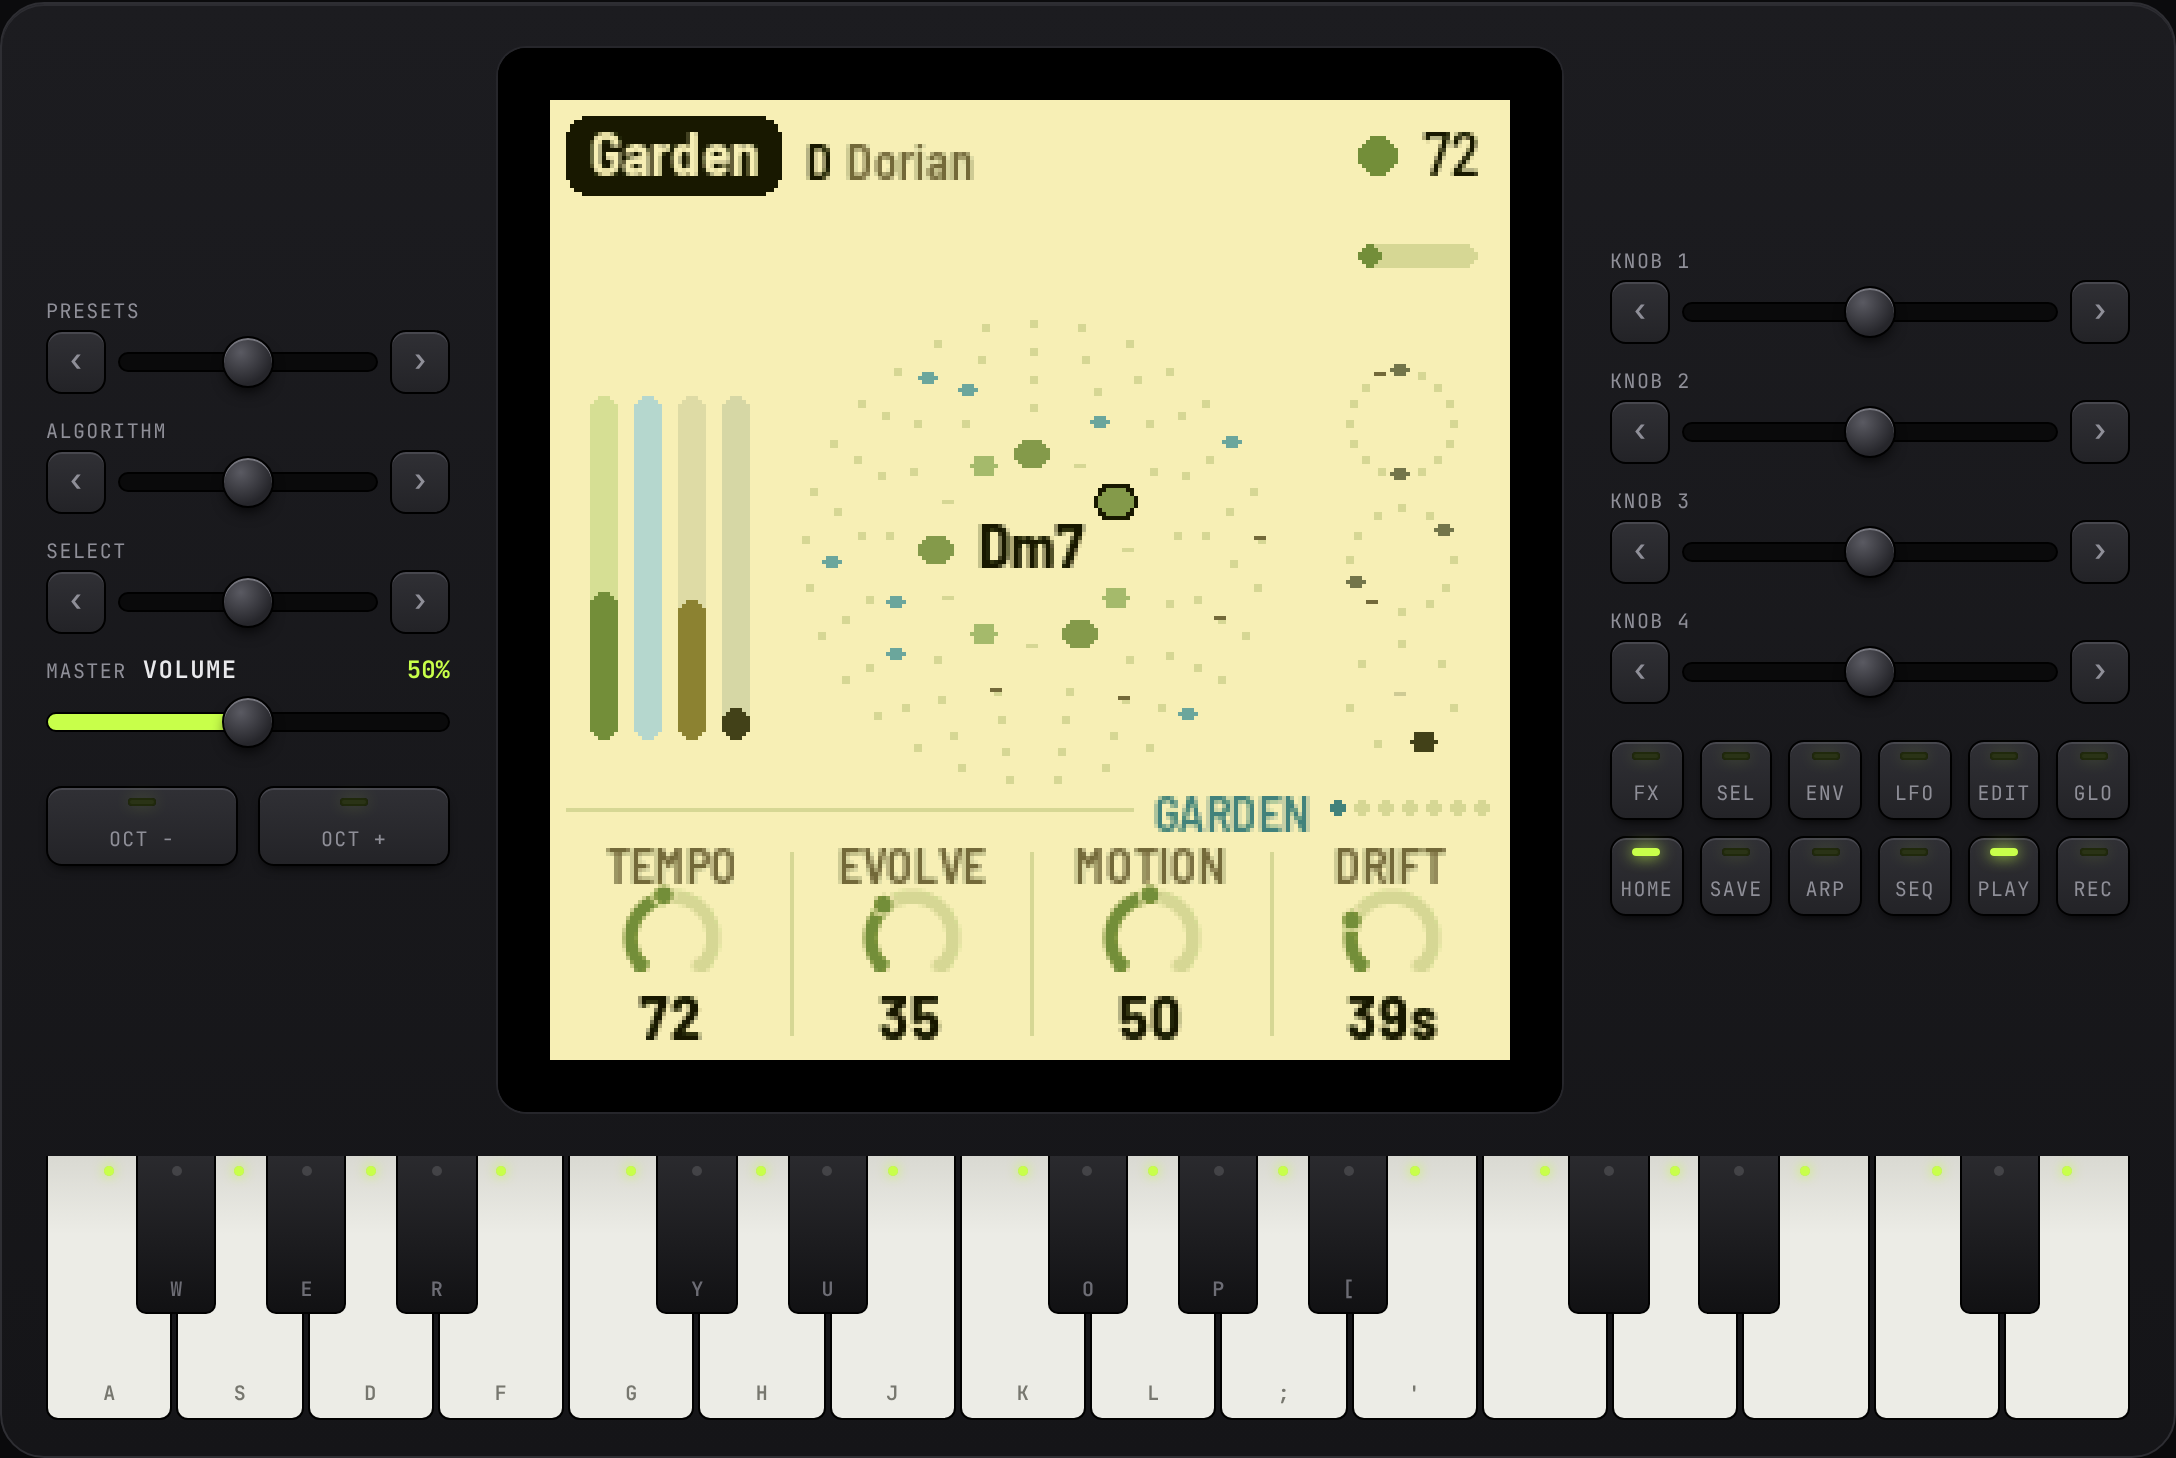 Garden D Dorian 72
PRESETS
‹ ›
ALGORITHM
‹ ›
SELECT
‹ ›
MASTER VOLUME 50%
OCT - OCT +
Dm7
GARDEN
TEMPO EVOLVE MOTION DRIFT
72 35 50 39s
KNOB 1
‹ ›
KNOB 2
‹ ›
KNOB 3
‹ ›
KNOB 4
‹ ›
FX SEL ENV LFO EDIT GLO
HOME SAVE ARP SEQ PLAY REC
W E R Y U O P [
A S D F G H J K L ; '